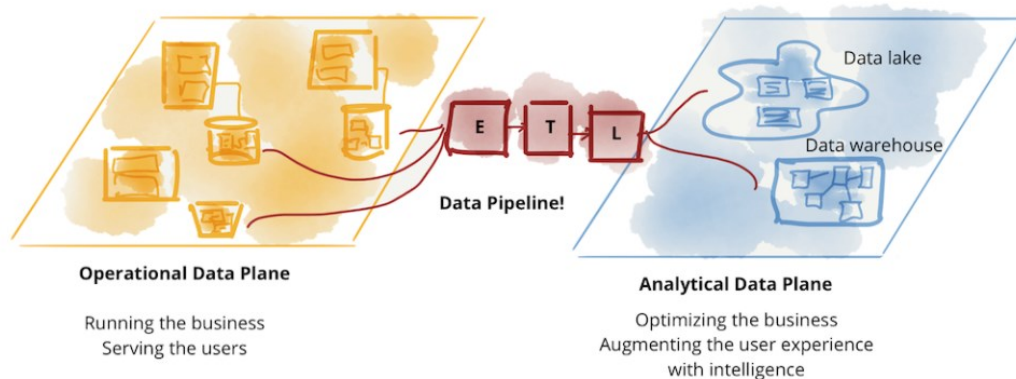 Data lake
E T L
Data warehouse
Data Pipeline!
Operational Data Plane
Running the business
Serving the users
Analytical Data Plane
Optimizing the business
Augmenting the user experience
with intelligence